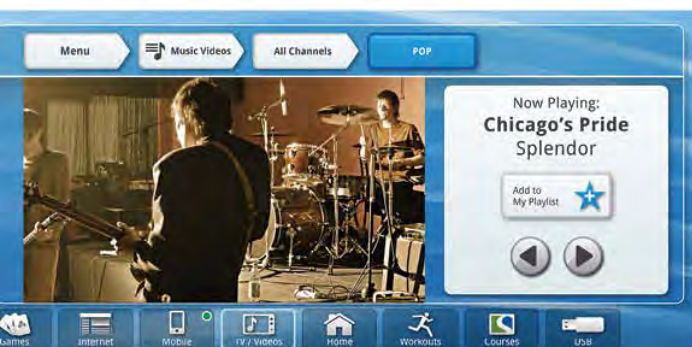 Menu
Music Videos
All Channels
POP
Now Playing:
Chicago's Pride
Splendor
Add to
My Playlist
Games
Internet
Mobile
TV / Videos
Home
Workouts
Courses
USB